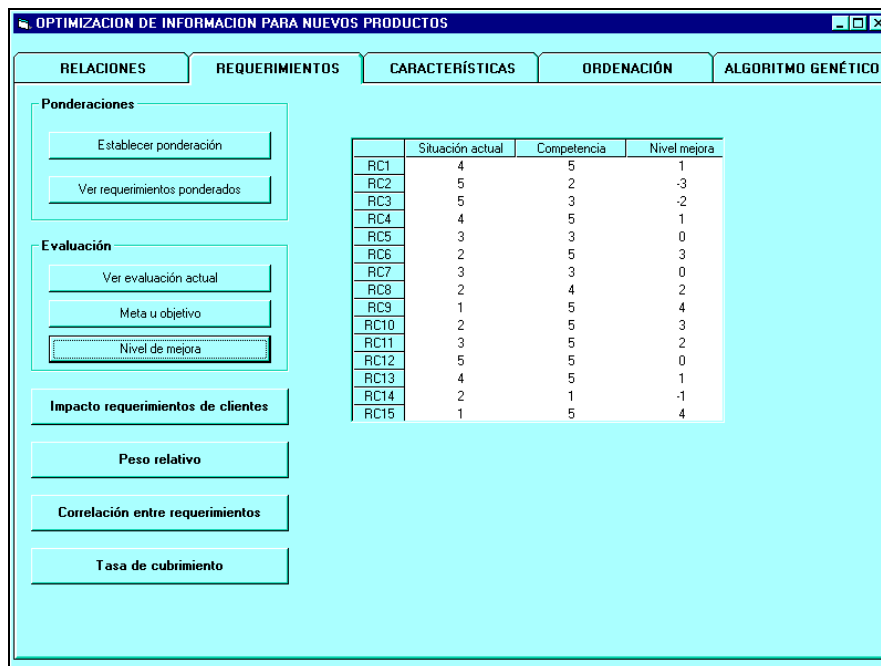 OPTIMIZACION DE INFORMACION PARA NUEVOS PRODUCTOS
RELACIONES REQUERIMIENTOS CARACTERÍSTICAS ORDENACIÓN ALGORITMO GENÉTICO
Ponderaciones
Establecer ponderación
Ver requerimientos ponderados
Evaluación
Ver evaluación actual
Meta u objetivo
Nivel de mejora
Impacto requerimientos de clientes
Peso relativo
Correlación entre requerimientos
Tasa de cubrimiento
Situación actual Competencia Nivel mejora
RC1 4 5 1
RC2 5 2 -3
RC3 5 3 -2
RC4 4 5 1
RC5 3 3 0
RC6 2 5 3
RC7 3 3 0
RC8 2 4 2
RC9 1 5 4
RC10 2 5 3
RC11 3 5 2
RC12 5 5 0
RC13 4 5 1
RC14 2 1 -1
RC15 1 5 4